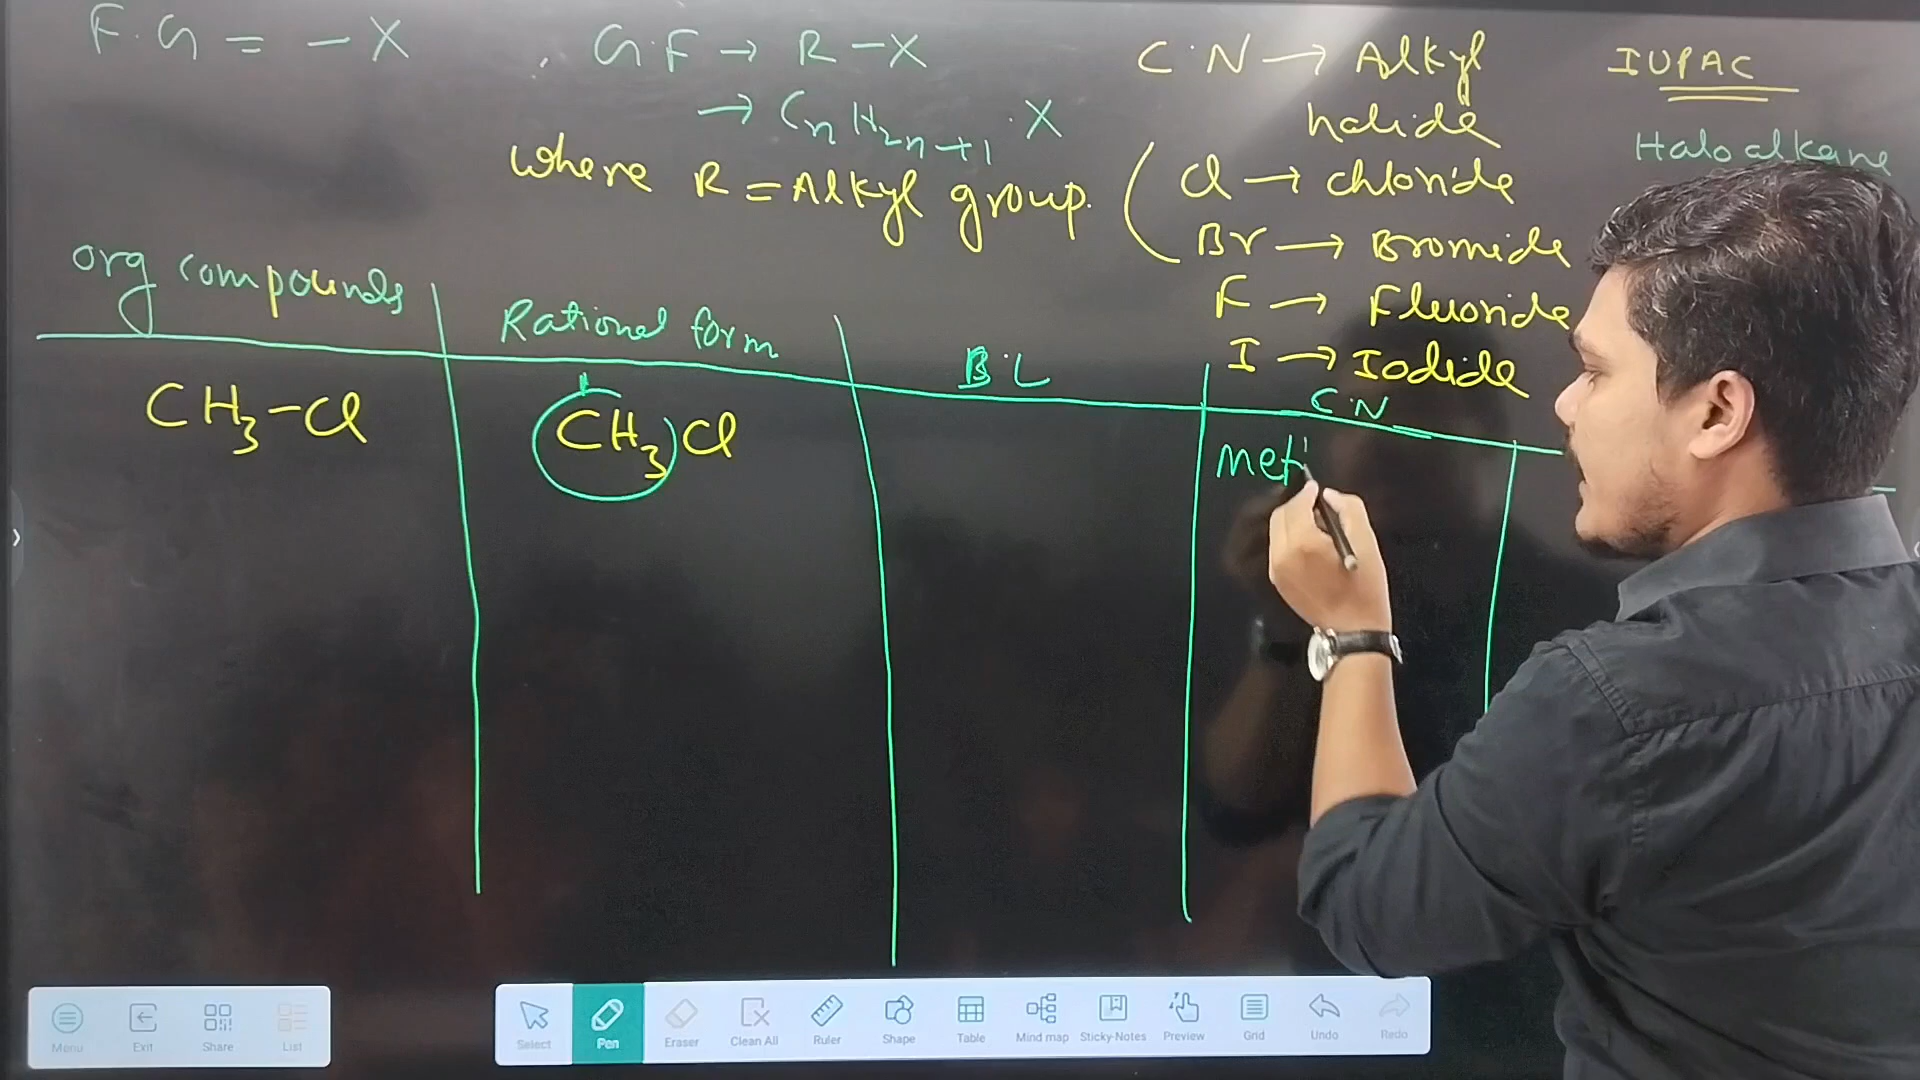 F.G = -X
G.F → R-X
→ CnH2n+1.X
where R = Alkyl group.
C.N → Alkyl
halide
Cl → chloride
Br → Bromide
F → Fluoride
I → Iodide
IUPAC
Haloalkane
org compounds
Rational form
BL
C.N
CH3-Cl
CH3Cl
Menu
Exit
Share
List
Select
Pen
Eraser
Clean All
Ruler
Shape
Table
Mind map
Sticky-Notes
Preview
Grid
Undo
Redo